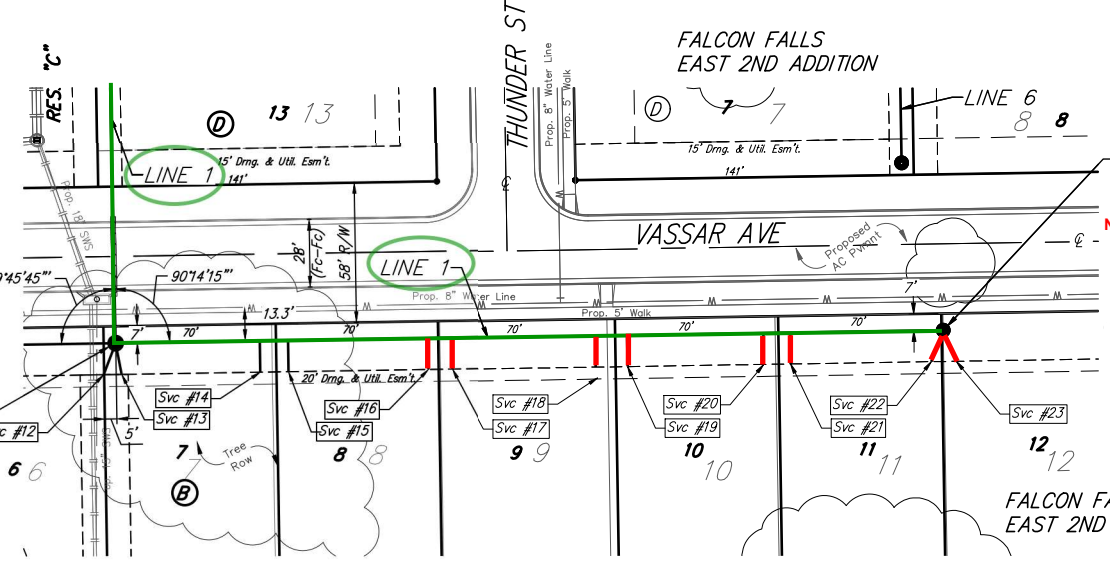 THUNDER ST
FALCON FALLS
EAST 2ND ADDITION
RES. "C"
Prop. 8" Water Line
Prop. 5' Walk
D
13
13
D
7
7
LINE 6
8
8
15' Drng. & Util. Esm't.
LINE 1
141'
15' Drng. & Util. Esm't.
141'
Prop. 18" SWS
28'
(Fc-Fc)
58' R/W
VASSAR AVE
Proposed
AC Pvmnt
9°45'45"
90°14'15"
LINE 1
Prop. 8" Water Line
7'
13.3'
Prop. 5' Walk
7'
70'
70'
70'
70'
70'
20' Drng. & Util. Esm't.
Svc #14
Svc #13
Svc #16
Svc #15
Svc #18
Svc #17
Svc #20
Svc #19
Svc #22
Svc #21
Svc #23
vc #12
5'
6
6
7
7
Tree
Row
8
8
9
9
10
10
11
11
12
12
B
FALCON FA
EAST 2ND